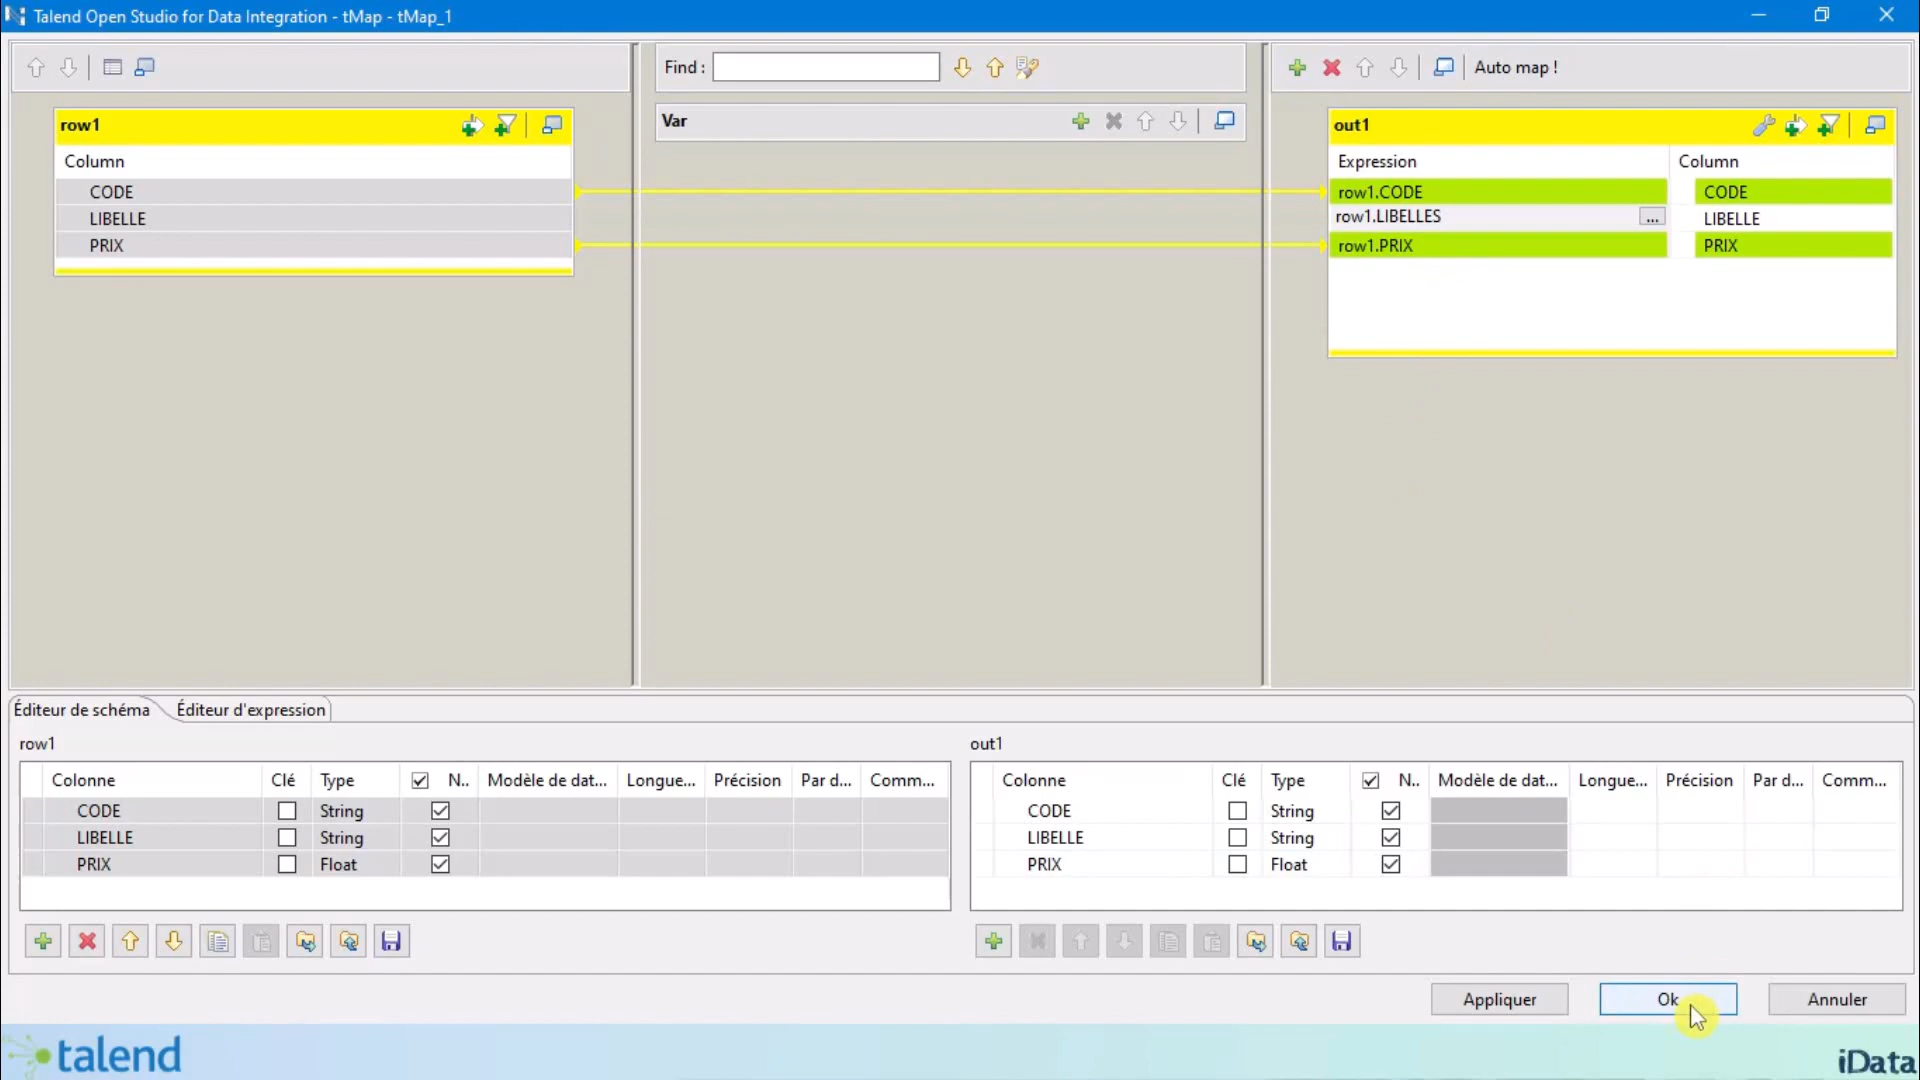 Talend Open Studio for Data Integration - tMap - tMap_1
Find :
Auto map !
row1
Column
CODE
LIBELLE
PRIX
Var
out1
Expression Column
row1.CODE CODE
row1.LIBELLES ... LIBELLE
row1.PRIX PRIX
Éditeur de schéma Éditeur d'expression
row1
Colonne Clé Type N.. Modèle de dat... Longue... Précision Par d... Comm...
CODE String
LIBELLE String
PRIX Float
out1
Colonne Clé Type N.. Modèle de dat... Longue... Précision Par d... Comm...
CODE String
LIBELLE String
PRIX Float
Appliquer Ok Annuler
talend
iData